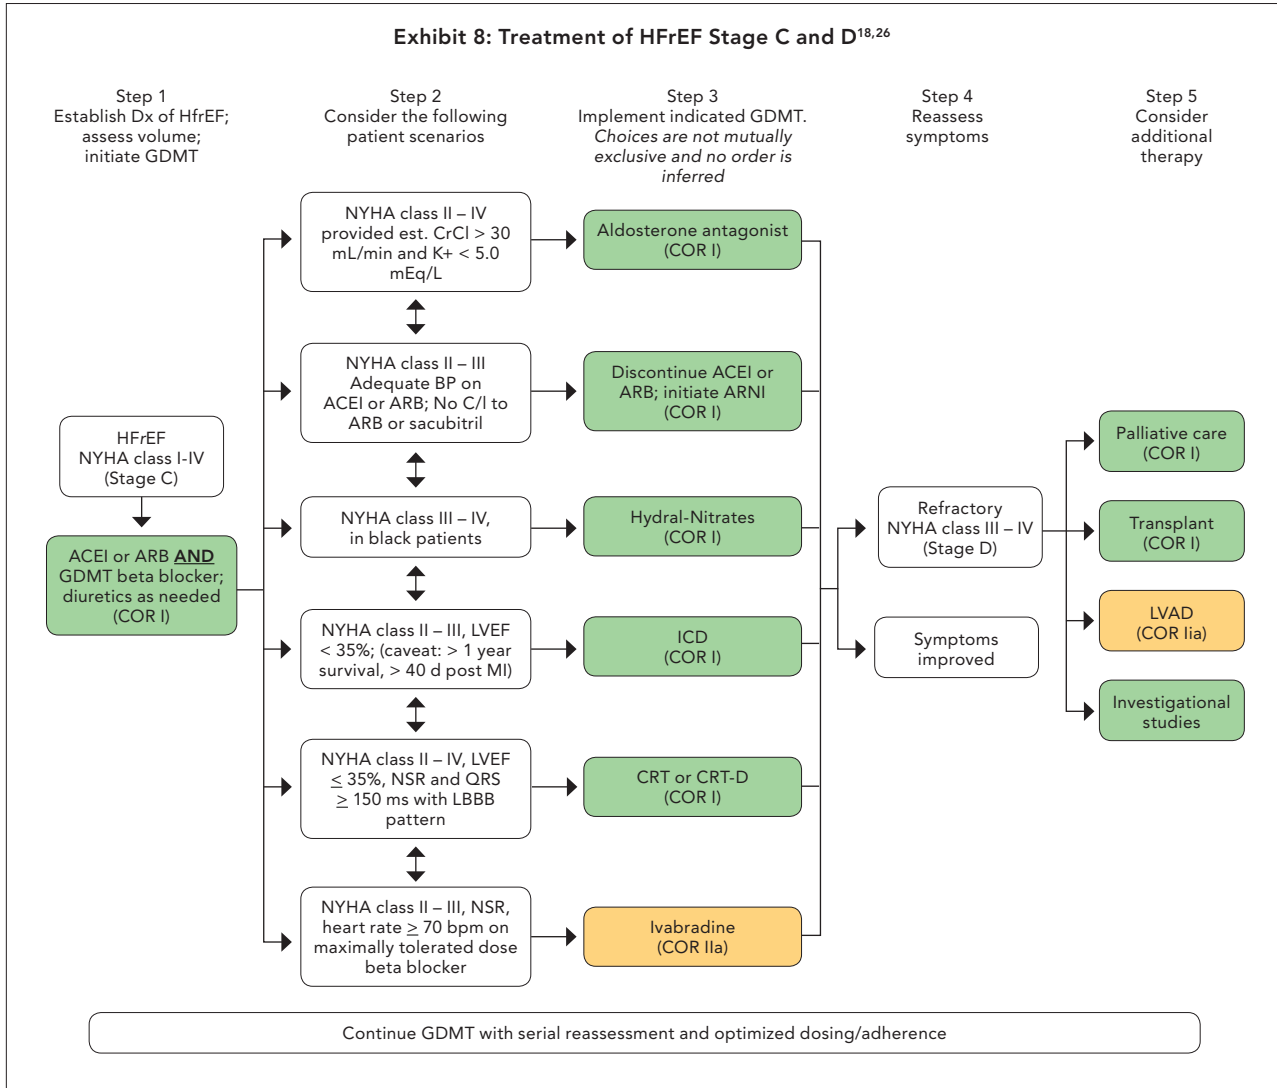 Exhibit 8: Treatment of HFrEF Stage C and D18,26
Step 1
Establish Dx of HfrEF;
assess volume;
initiate GDMT
Step 2
Consider the following
patient scenarios
Step 3
Implement indicated GDMT.
Choices are not mutually
exclusive and no order is
inferred
Step 4
Reassess
symptoms
Step 5
Consider
additional
therapy
HFrEF
NYHA class I-IV
(Stage C)
ACEI or ARB AND
GDMT beta blocker;
diuretics as needed
(COR I)
NYHA class II – IV
provided est. CrCl > 30
mL/min and K+ < 5.0
mEq/L
Aldosterone antagonist
(COR I)
NYHA class II – III
Adequate BP on
ACEI or ARB; No C/l to
ARB or sacubitril
Discontinue ACEI or
ARB; initiate ARNI
(COR I)
NYHA class III – IV,
in black patients
Hydral-Nitrates
(COR I)
NYHA class II – III, LVEF
< 35%; (caveat: > 1 year
survival, > 40 d post MI)
ICD
(COR I)
NYHA class II – IV, LVEF
≤ 35%, NSR and QRS
≥ 150 ms with LBBB
pattern
CRT or CRT-D
(COR I)
NYHA class II – III, NSR,
heart rate ≥ 70 bpm on
maximally tolerated dose
beta blocker
Ivabradine
(COR IIa)
Refractory
NYHA class III – IV
(Stage D)
Symptoms
improved
Palliative care
(COR I)
Transplant
(COR I)
LVAD
(COR Iia)
Investigational
studies
Continue GDMT with serial reassessment and optimized dosing/adherence